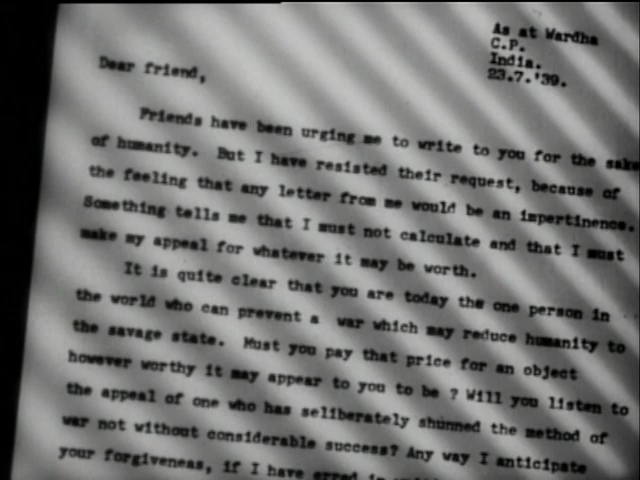 As at Wardha
C.P.
India.
23.7.'39.
Dear friend,
Friends have been urging me to write to you for the sake
of humanity. But I have resisted their request, because of
the feeling that any letter from me would be an impertinence.
Something tells me that I must not calculate and that I must
make my appeal for whatever it may be worth.
It is quite clear that you are today the one person in
the world who can prevent a war which may reduce humanity to
the savage state. Must you pay that price for an object
however worthy it may appear to you to be ? Will you listen to
the appeal of one who has seliberately shunned the method of
war not without considerable success? Any way I anticipate
your forgiveness, if I have erred in